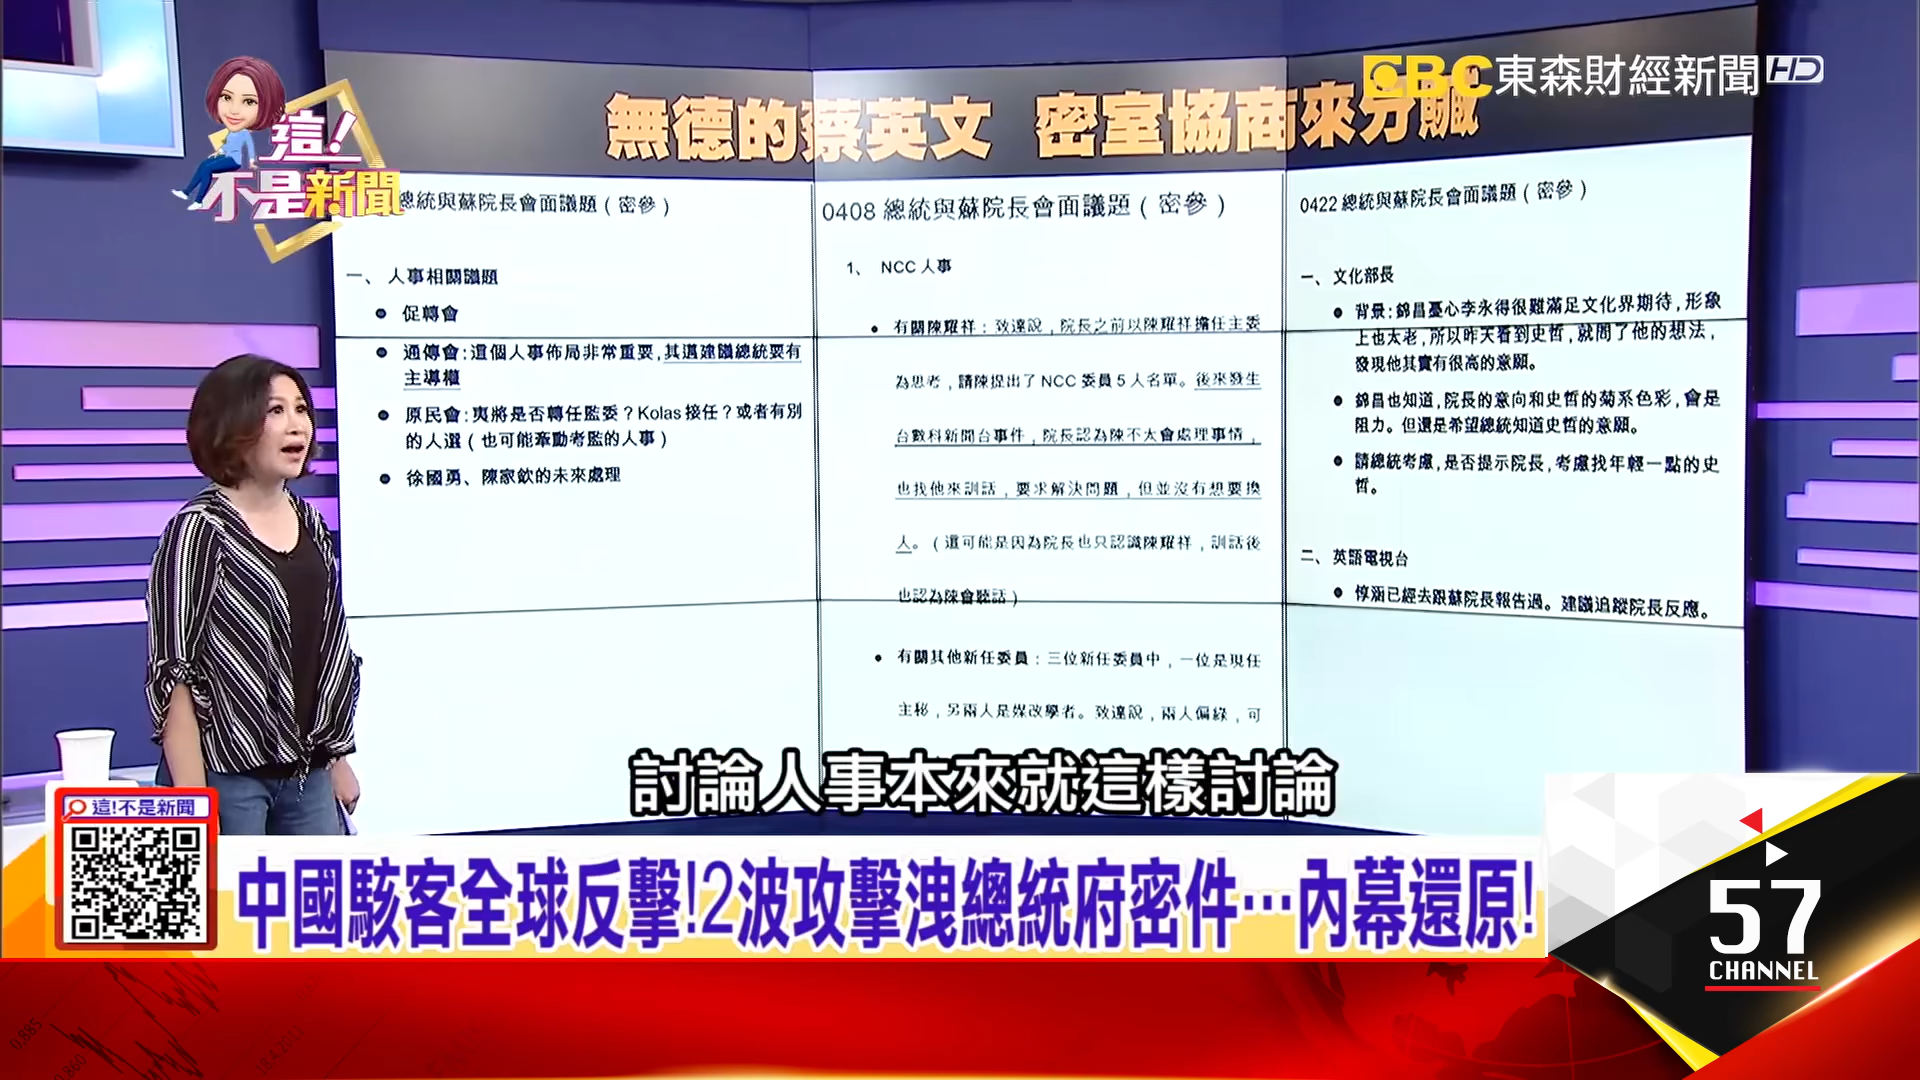 EBC 東森財經新聞 HD
這!
不是新聞
無德的蔡英文 密室協商來分贓
總統與蘇院長會面議題(密參)
一、 人事相關議題
● 促轉會
● 通傳會:這個人事佈局非常重要,其邁建議總統要有
主導權
● 原民會:夷將是否轉任監委?Kolas接任?或者有別
的人選(也可能牽動考監的人事)
● 徐國勇、陳家欽的未來處理
0408 總統與蘇院長會面議題(密參)
1、 NCC 人事
● 有關陳耀祥:致達說,院長之前以陳耀祥擔任主委
為思考,請陳提出了 NCC 委員 5 人名單。後來發生
台數科新聞台事件,院長認為陳不太會處理事情,
也找他來訓話,要求解決問題,但並沒有想要換
人。(還可能是因為院長也只認識陳耀祥,訓話後
也認為陳會聽話)
● 有關其他新任委員:三位新任委員中,一位是現任
主秘,另兩人是媒改學者。致達說,兩人偏綠,可
0422 總統與蘇院長會面議題(密參)
一、 文化部長
● 背景:錦昌憂心李永得很難滿足文化界期待,形象
上也太老,所以昨天看到史哲,就問了他的想法,
發現他其實有很高的意願。
● 錦昌也知道,院長的意向和史哲的菊系色彩,會是
阻力。但還是希望總統知道史哲的意願。
● 請總統考慮,是否提示院長,考慮找年輕一點的史
哲。
二、 英語電視台
● 惇涵已經去跟蘇院長報告過。建議追蹤院長反應。
討論人事本來就這樣討論
這!不是新聞
中國駭客全球反擊!2波攻擊洩總統府密件…內幕還原!
57
CHANNEL